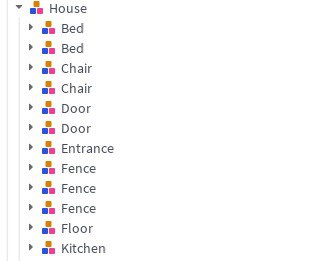 House
Bed
Bed
Chair
Chair
Door
Door
Entrance
Fence
Fence
Fence
Floor
Kitchen